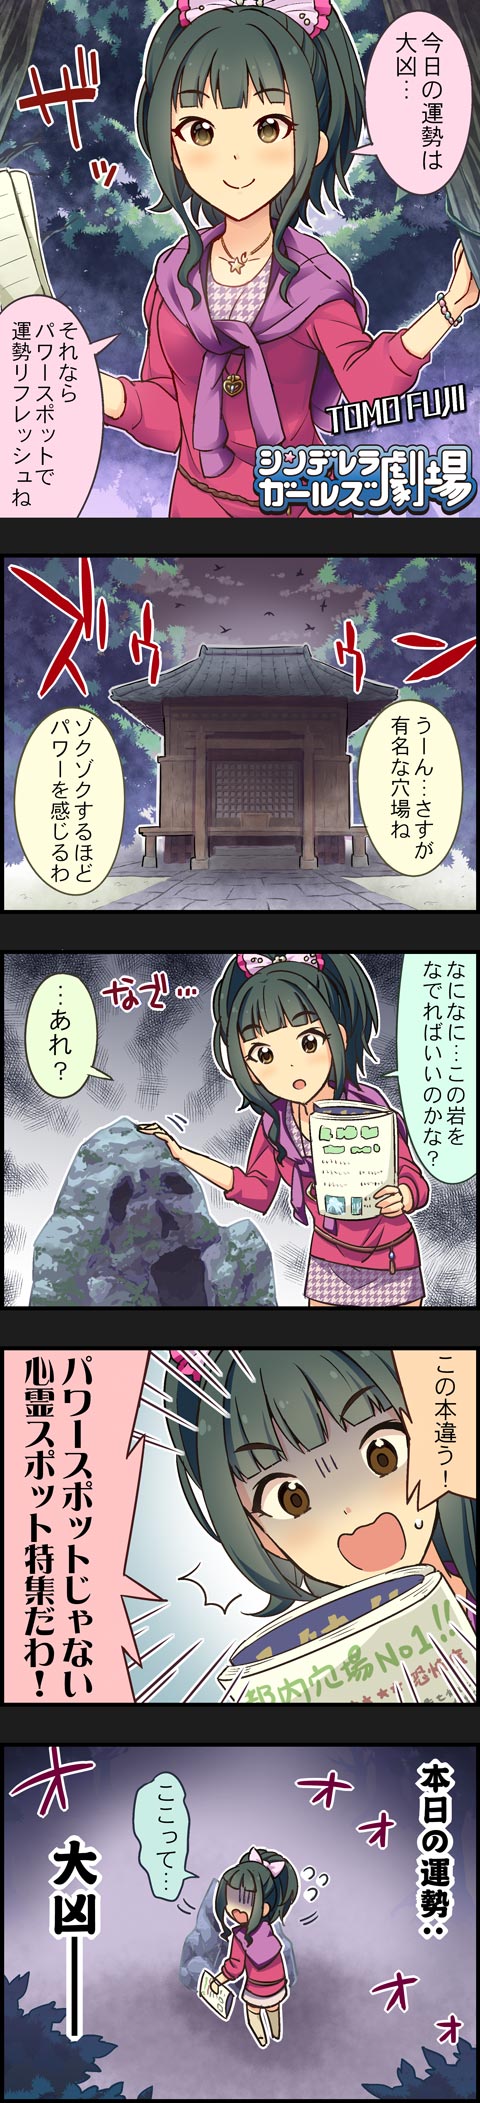 今日の運勢は
大凶…
ザッ
それなら
パワースポットで
運勢リフレッシュね
TOMO FUJII
シンデレラ
ガールズ劇場
ズゥゥン
うーん…さすが
有名な穴場ね
ゾクゾクするほど
パワーを感じるわ
なになに…この岩を
なでればいいのかな？
なで…
…あれ？
この本違う！
パワースポットじゃない
心霊スポット特集だわ！
都内穴場No1!!
本日の運勢：
ここって…
大凶──